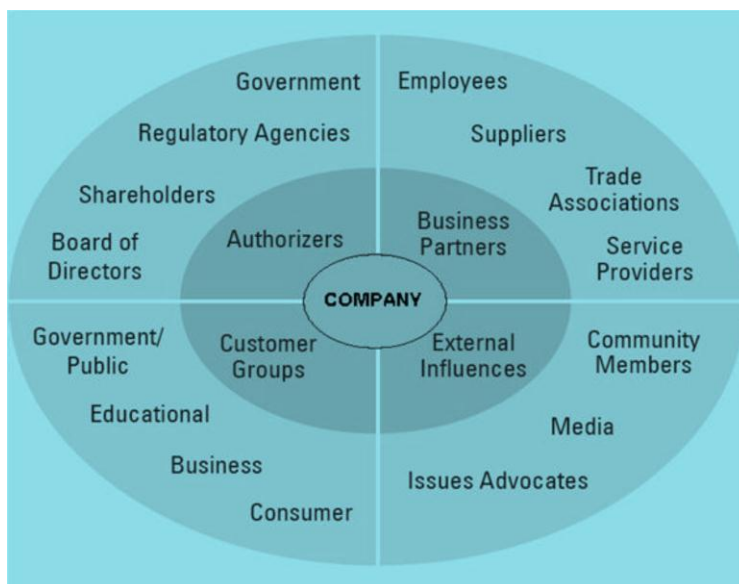 Government
Regulatory Agencies
Shareholders
Board of
Directors
Authorizers
Employees
Suppliers
Trade
Associations
Service
Providers
Business
Partners
COMPANY
Government/
Public
Educational
Business
Consumer
Customer
Groups
External
Influences
Community
Members
Media
Issues Advocates